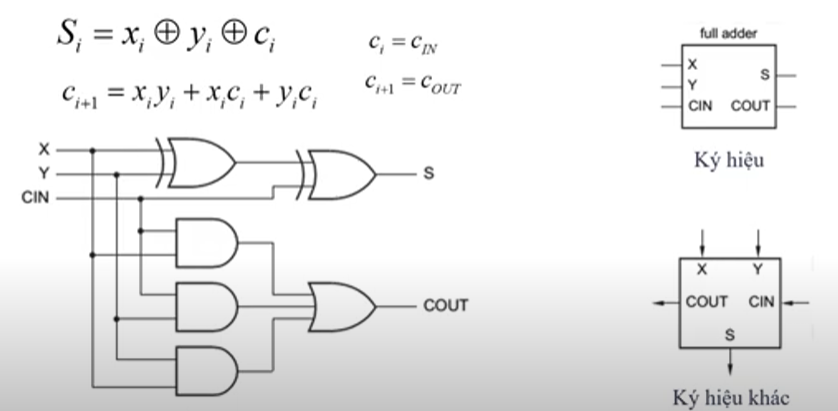 Sᵢ = xᵢ ⊕ yᵢ ⊕ cᵢ
cᵢ = c_IN
cᵢ₊₁ = xᵢyᵢ + xᵢcᵢ + yᵢcᵢ
cᵢ₊₁ = c_OUT
X
Y
CIN
S
COUT
full adder
X
Y
S
CIN COUT
Ký hiệu
X Y
COUT CIN
S
Ký hiệu khác